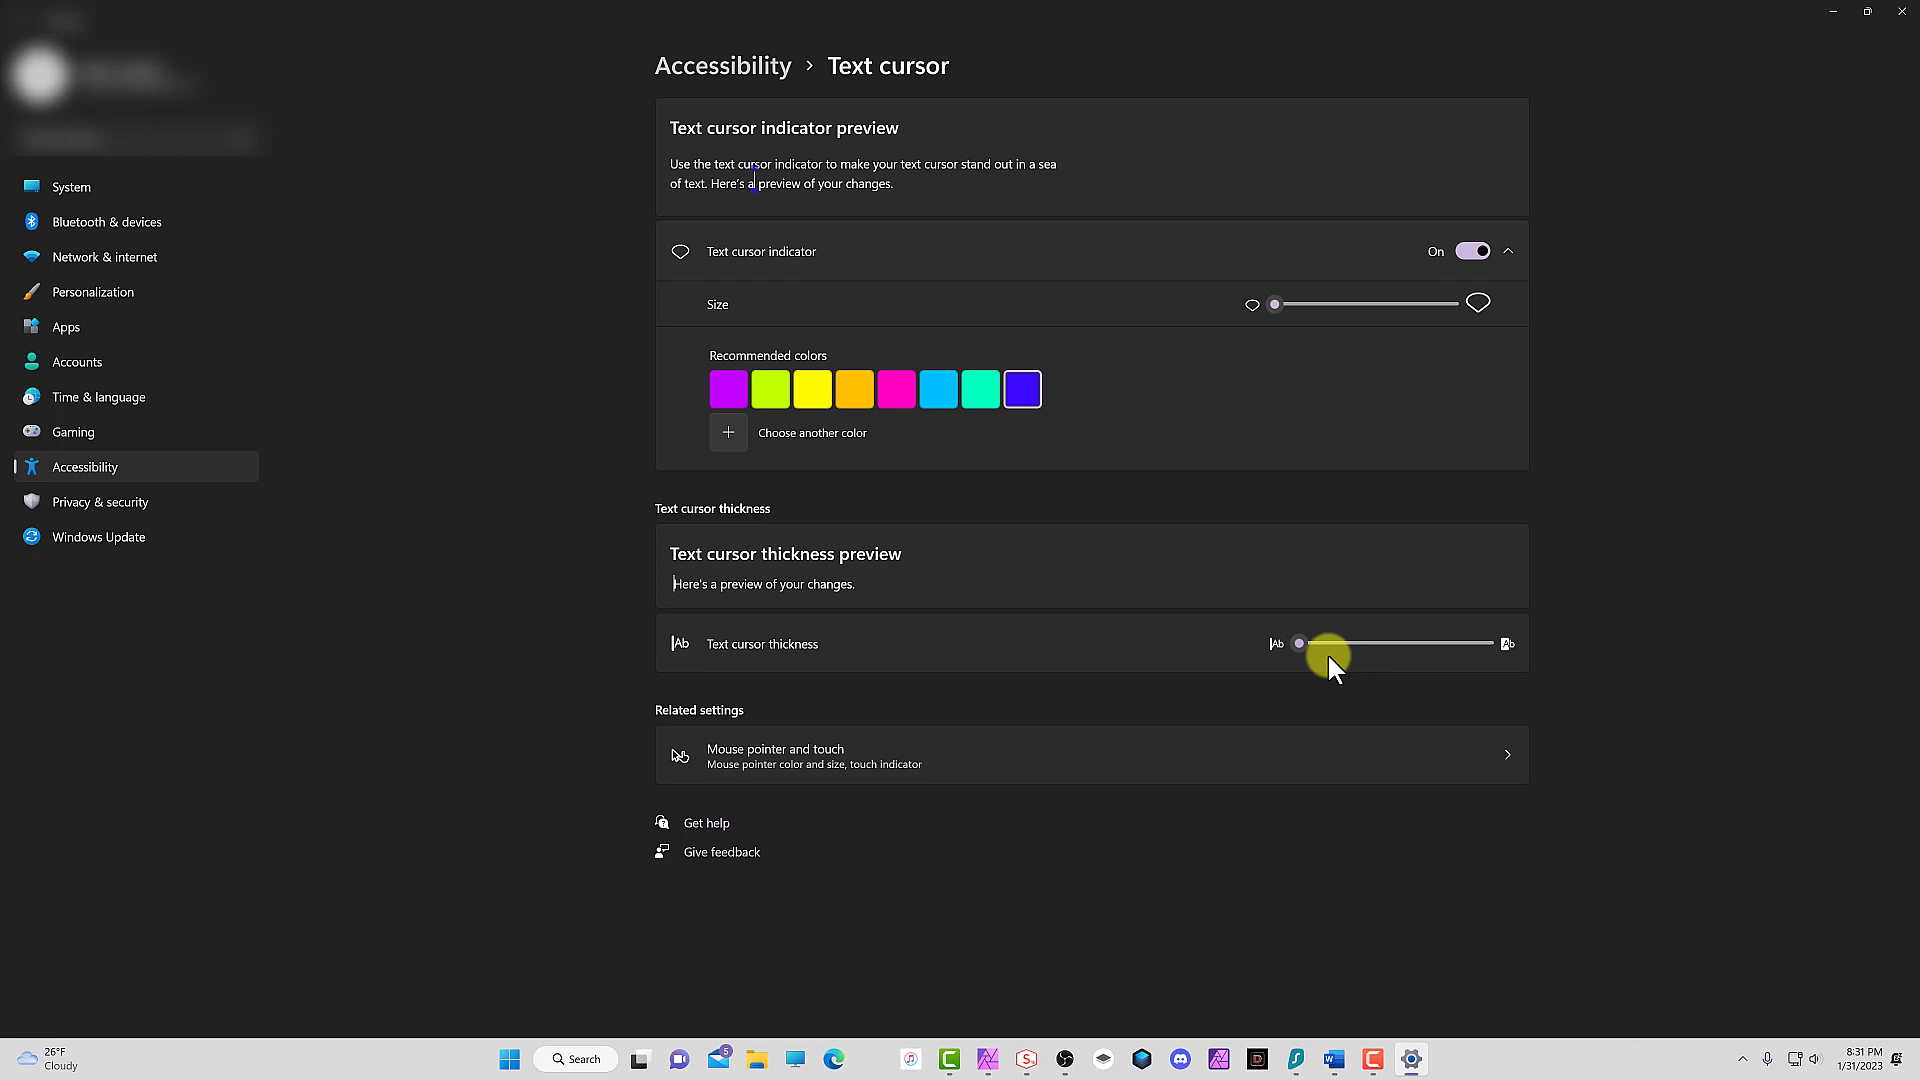 Accessibility › Text cursor
Text cursor indicator preview
Use the text cursor indicator to make your text cursor stand out in a sea
of text. Here's a preview of your changes.
System
Bluetooth & devices
Network & internet
Personalization
Apps
Accounts
Time & language
Gaming
Accessibility
Privacy & security
Windows Update
Text cursor indicator
On
Size
Recommended colors
+ Choose another color
Text cursor thickness
Text cursor thickness preview
Here's a preview of your changes.
Ab Text cursor thickness Ab Ab
Related settings
Mouse pointer and touch
Mouse pointer color and size, touch indicator
Get help
Give feedback
26°F
Cloudy
Search
5
8:31 PM
1/31/2023